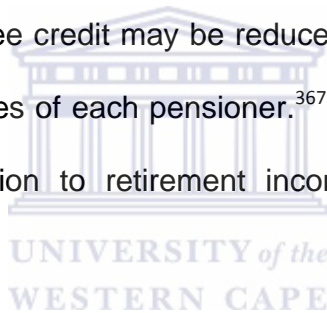 ee credit may be reduce
es of each pensioner.³⁶⁷
ion to retirement incor
UNIVERSITY of the
WESTERN CAPE